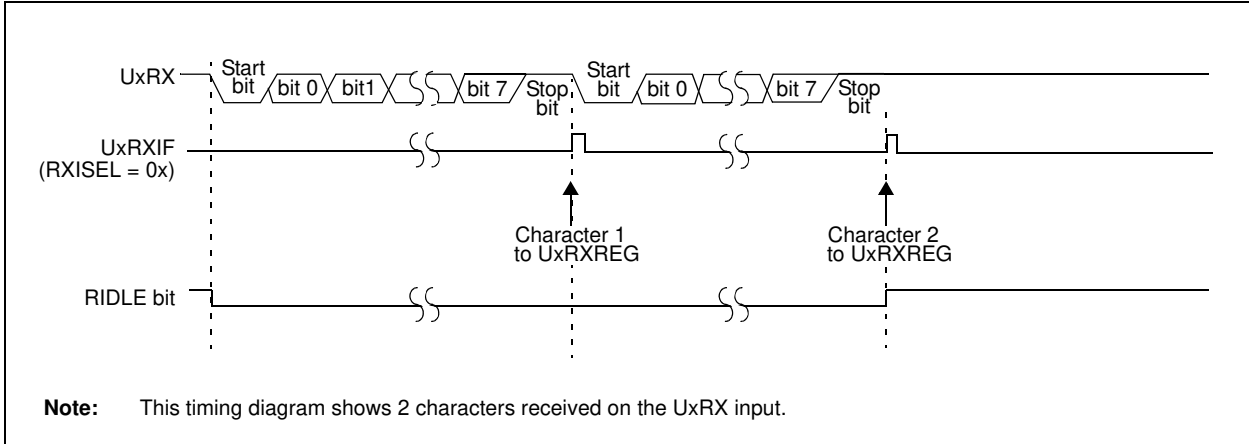 UxRX
Start bit
bit 0
bit1
bit 7
Stop bit
Start bit
bit 0
bit 7
Stop bit
UxRXIF
(RXISEL = 0x)
Character 1
to UxRXREG
Character 2
to UxRXREG
RIDLE bit
Note: This timing diagram shows 2 characters received on the UxRX input.